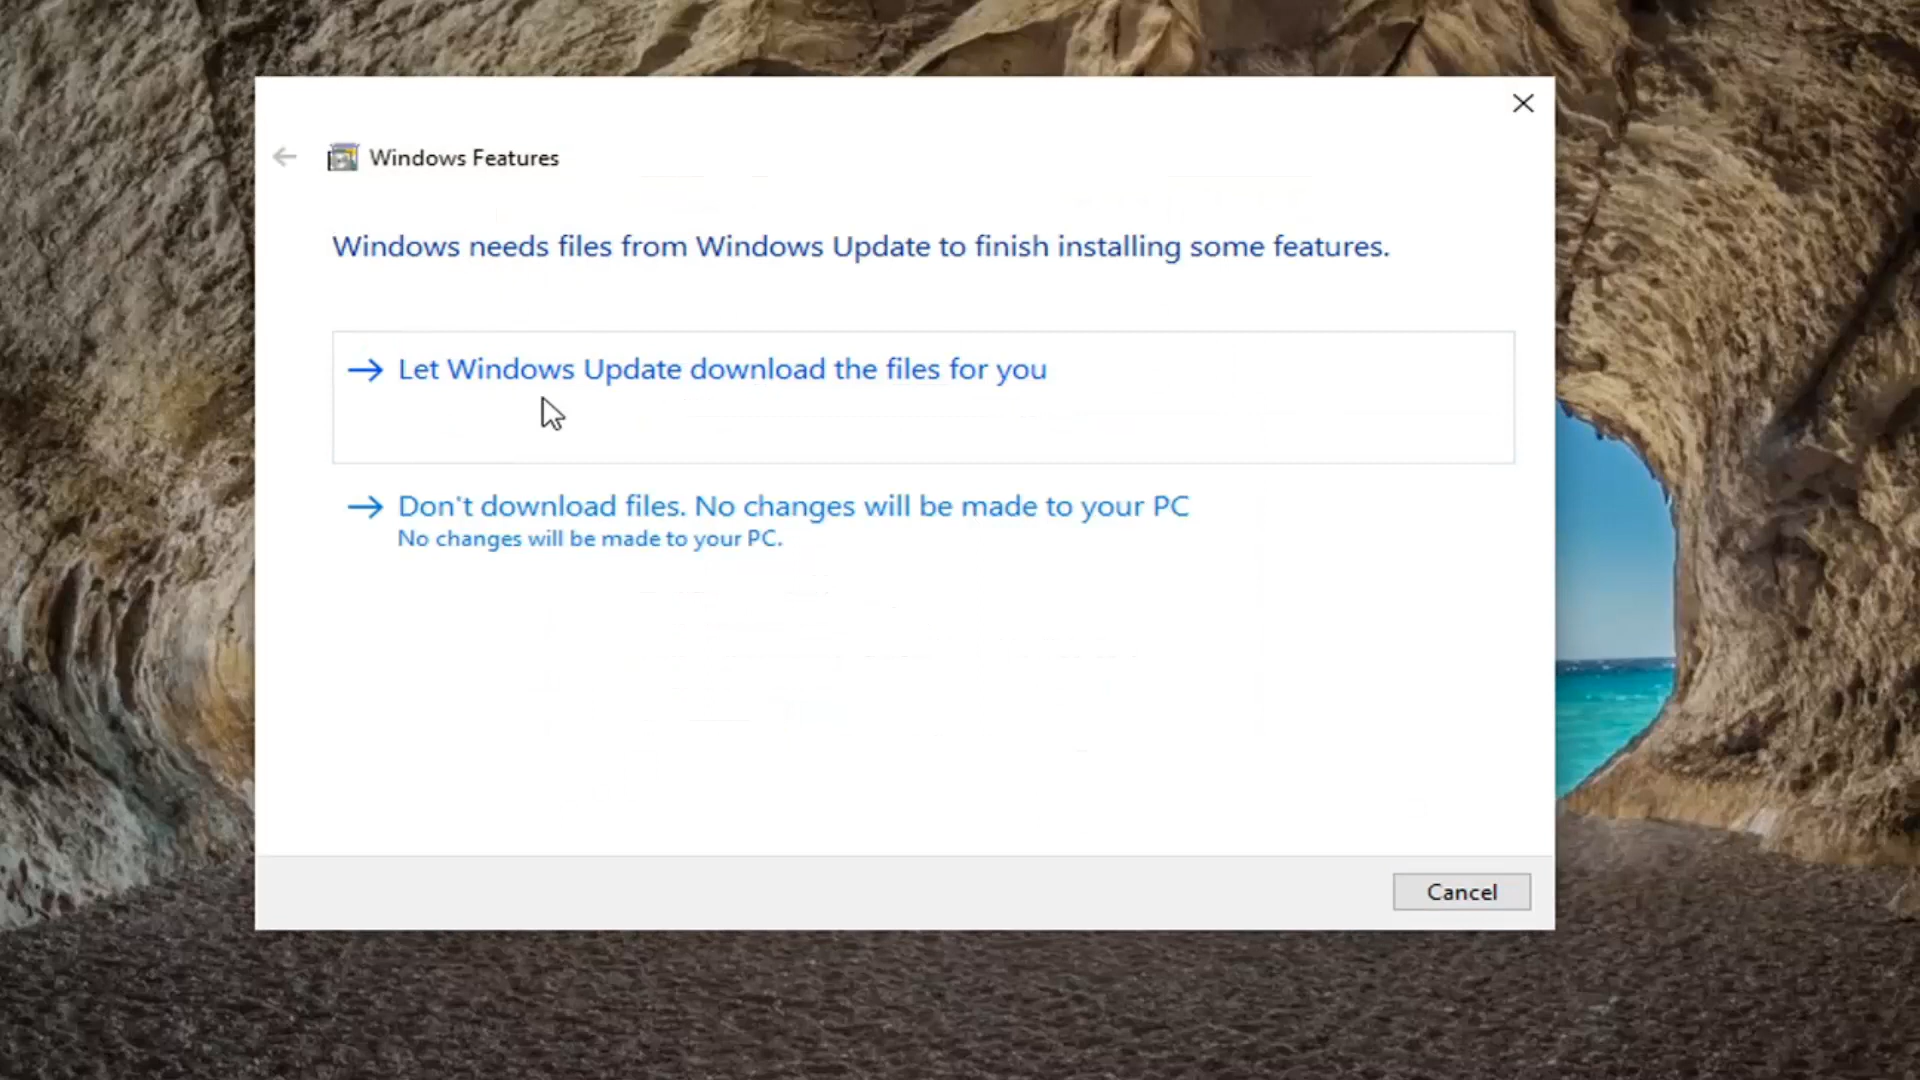 Windows Features
Windows needs files from Windows Update to finish installing some features.
Let Windows Update download the files for you
Don't download files. No changes will be made to your PC
No changes will be made to your PC.
Cancel